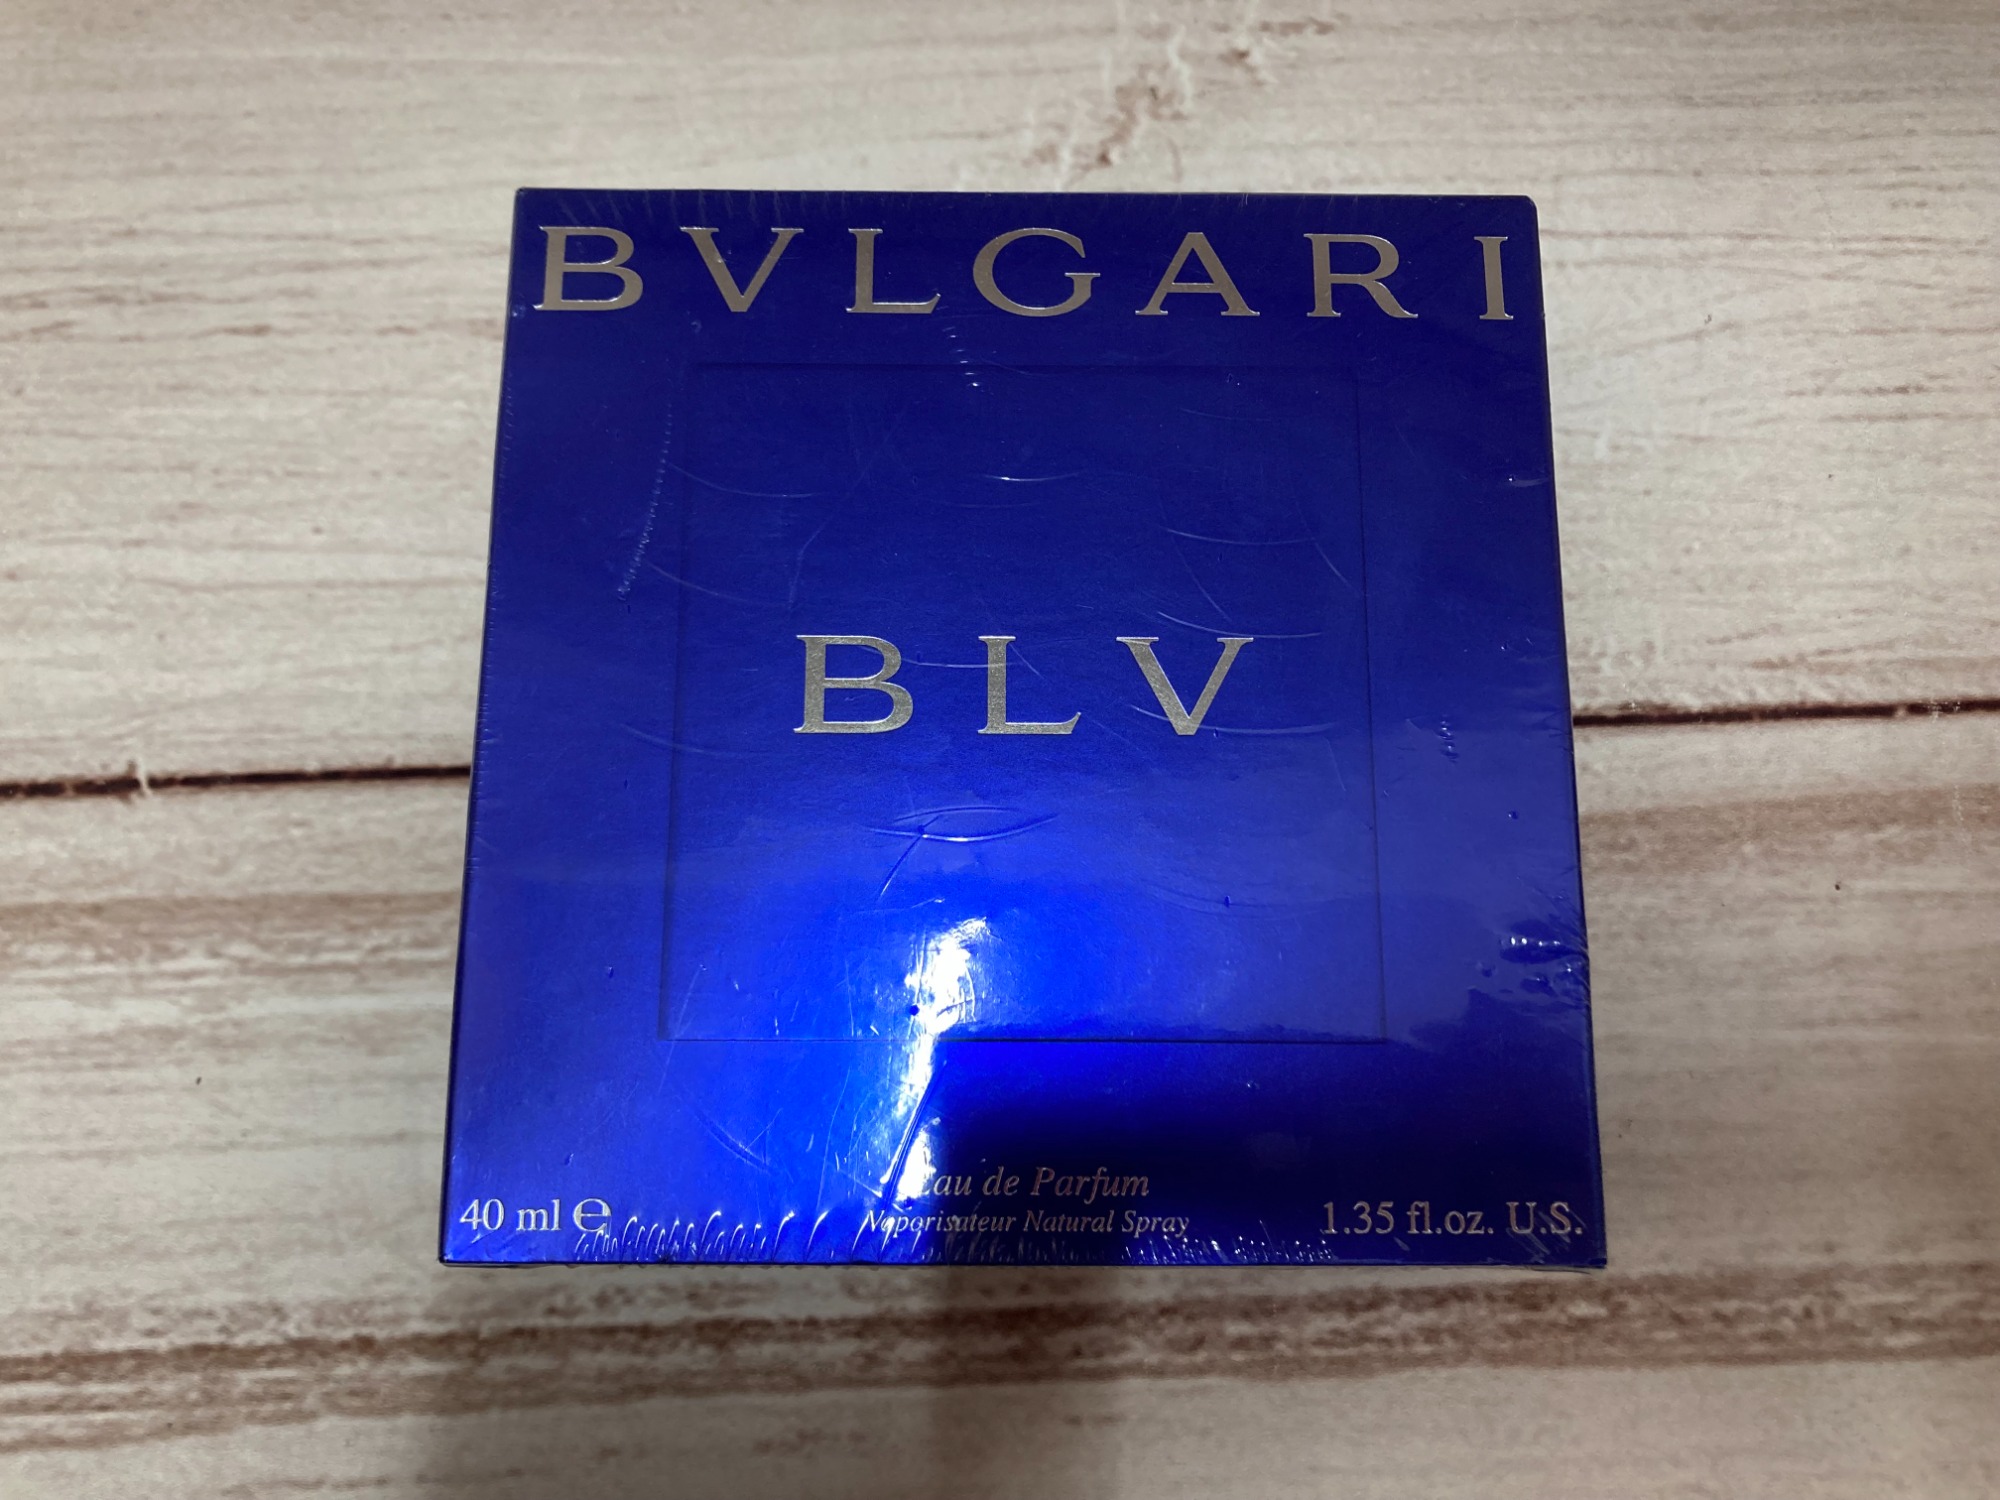 BVLGARI
BLV
Eau de Parfum
Vaporisateur Natural Spray
40 ml ℮
1.35 fl.oz. U.S.